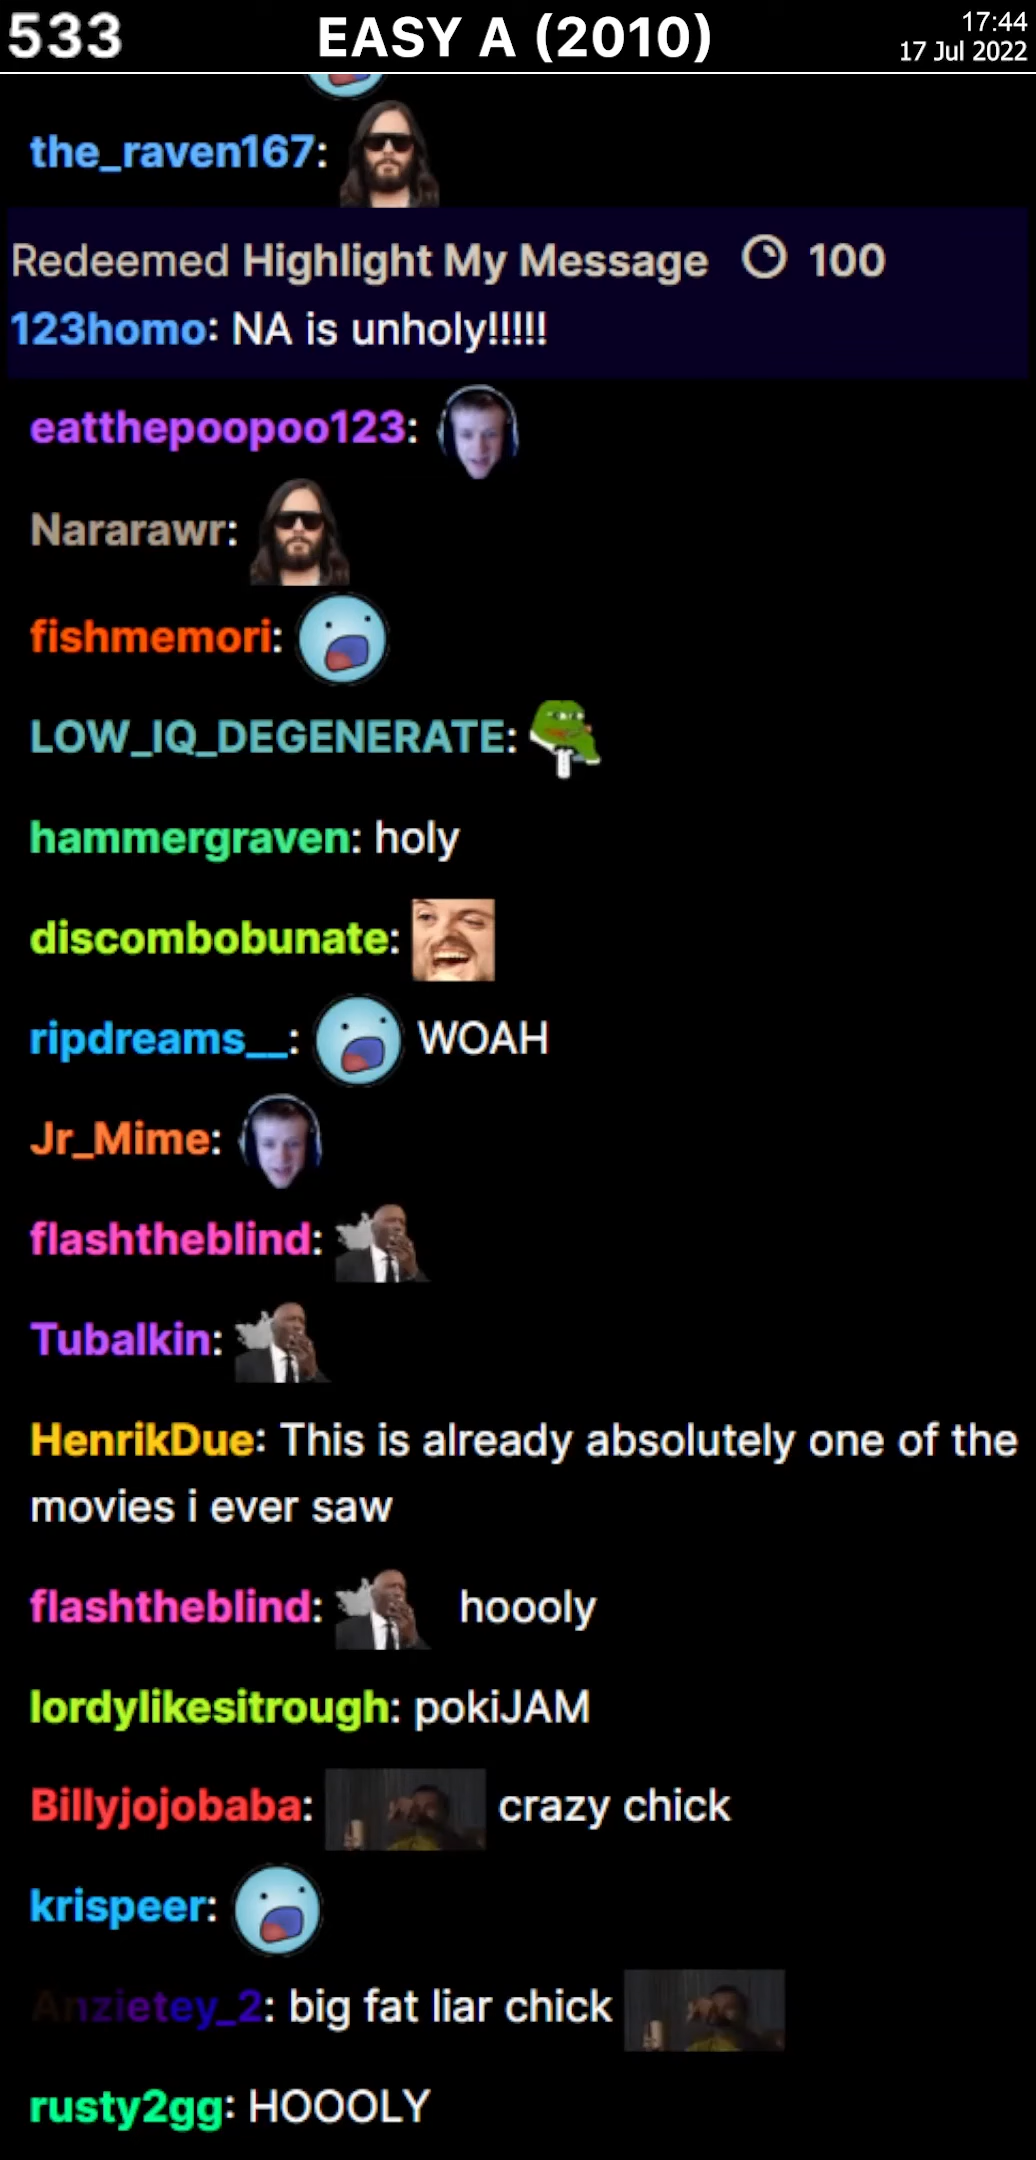 533
EASY A (2010)
17:44
17 Jul 2022
the_raven167:
Redeemed Highlight My Message 100
123homo: NA is unholy!!!!!
eatthepoopoo123:
Nararawr:
fishmemori:
LOW_IQ_DEGENERATE:
hammergraven: holy
discombobunate:
ripdreams__: WOAH
Jr_Mime:
flashtheblind:
Tubalkin:
HenrikDue: This is already absolutely one of the
movies i ever saw
flashtheblind: hoooly
lordylikesitrough: pokiJAM
Billyjojobaba: crazy chick
krispeer:
Anzietey_2: big fat liar chick
rusty2gg: HOOOLY